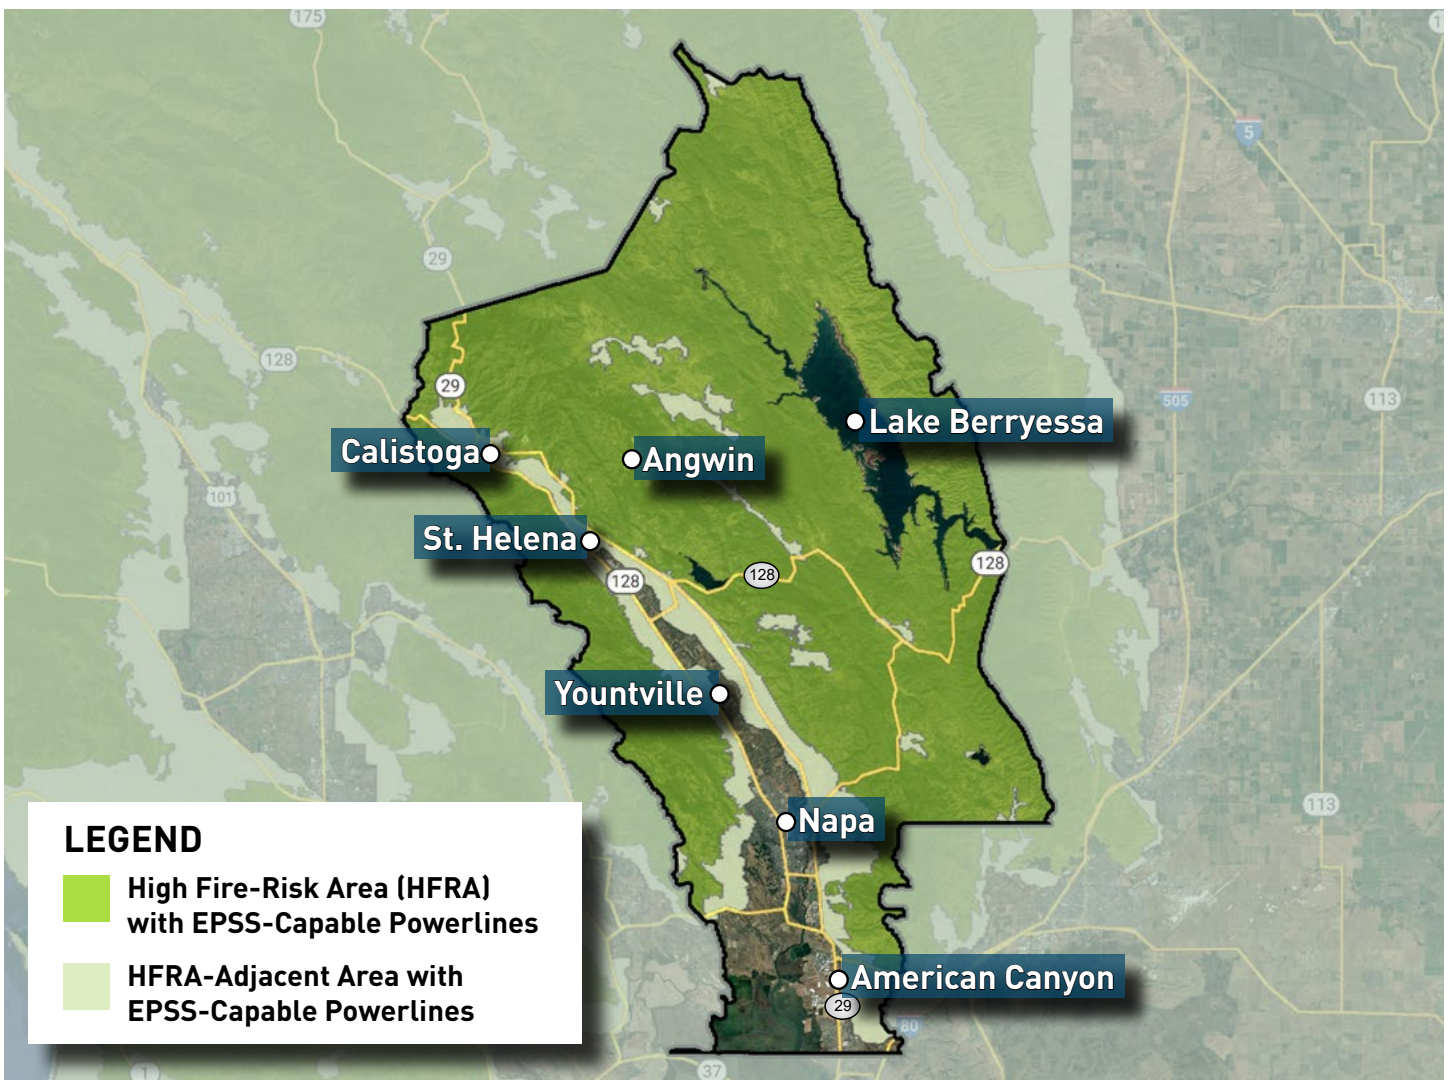 175
5
29
128
29
505
113
Lake Berryessa
Calistoga
Angwin
101
St. Helena
128
128
128
Yountville
113
Napa
LEGEND
High Fire-Risk Area (HFRA)
with EPSS-Capable Powerlines
HFRA-Adjacent Area with
EPSS-Capable Powerlines
American Canyon
29
80
37
1